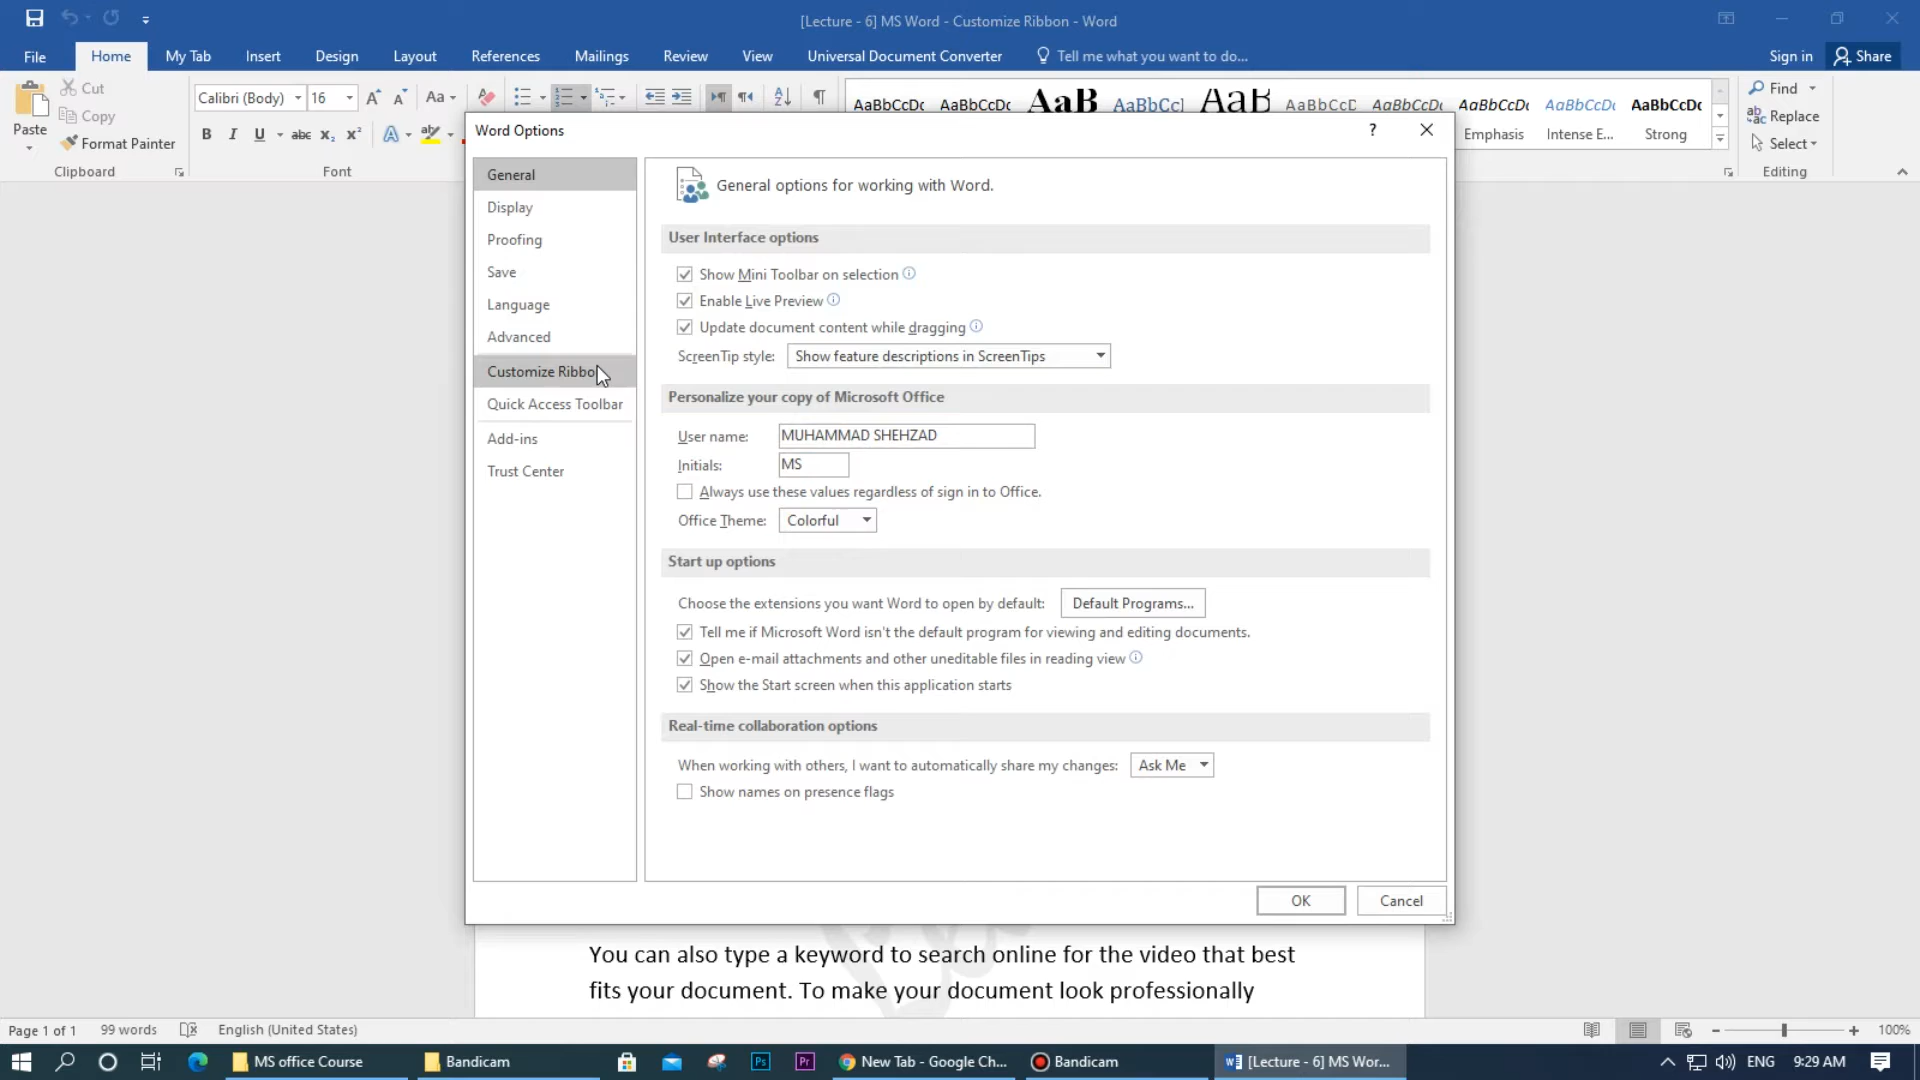 [Lecture - 6] MS Word - Customize Ribbon - Word
File Home My Tab Insert Design Layout References Mailings Review View Universal Document Converter Tell me what you want to do... Sign in Share
Paste
Cut
Copy
Format Painter
Clipboard
Calibri (Body) 16
Aa
B I U abc x₂ x² A aby
Font
AaBbCcDc AaBbCcDc AaB AaBbCcl AaB AaBbCcD AaBbCcDc AaBbCcDc AaBbCcDc AaBbCcDc
Emphasis Intense E... Strong
Find
Replace
Select
Editing
Word Options
General
Display
Proofing
Save
Language
Advanced
Customize Ribbon
Quick Access Toolbar
Add-ins
Trust Center
General options for working with Word.
User Interface options
Show Mini Toolbar on selection
Enable Live Preview
Update document content while dragging
ScreenTip style: Show feature descriptions in ScreenTips
Personalize your copy of Microsoft Office
User name: MUHAMMAD SHEHZAD
Initials: MS
Always use these values regardless of sign in to Office.
Office Theme: Colorful
Start up options
Choose the extensions you want Word to open by default: Default Programs...
Tell me if Microsoft Word isn't the default program for viewing and editing documents.
Open e-mail attachments and other uneditable files in reading view
Show the Start screen when this application starts
Real-time collaboration options
When working with others, I want to automatically share my changes: Ask Me
Show names on presence flags
OK Cancel
You can also type a keyword to search online for the video that best
fits your document. To make your document look professionally
Page 1 of 1 99 words English (United States) 100%
MS office Course Bandicam Ps Pr New Tab - Google Ch... Bandicam [Lecture - 6] MS Wor... ENG 9:29 AM